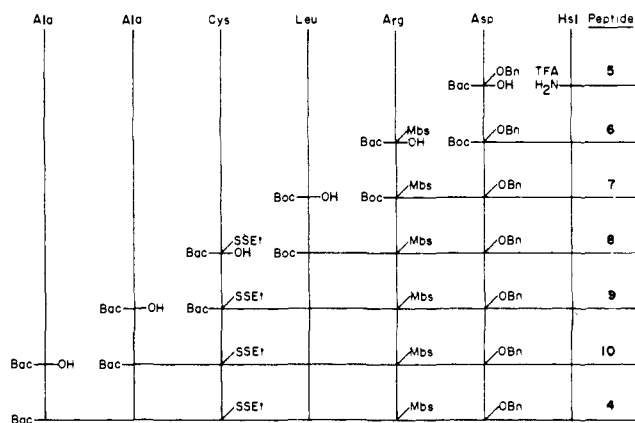 Ala Ala Cys Leu Arg Asp Hsl Peptide
OBn TFA 5
Boc OH H2N
Mbs OBn 6
Boc OH Boc
Mbs OBn 7
Boc OH Boc
SSEt Mbs OBn 8
Boc OH Boc
SSEt Mbs OBn 9
Boc OH Boc
SSEt Mbs OBn 10
Boc OH Boc
SSEt Mbs OBn 4
Boc